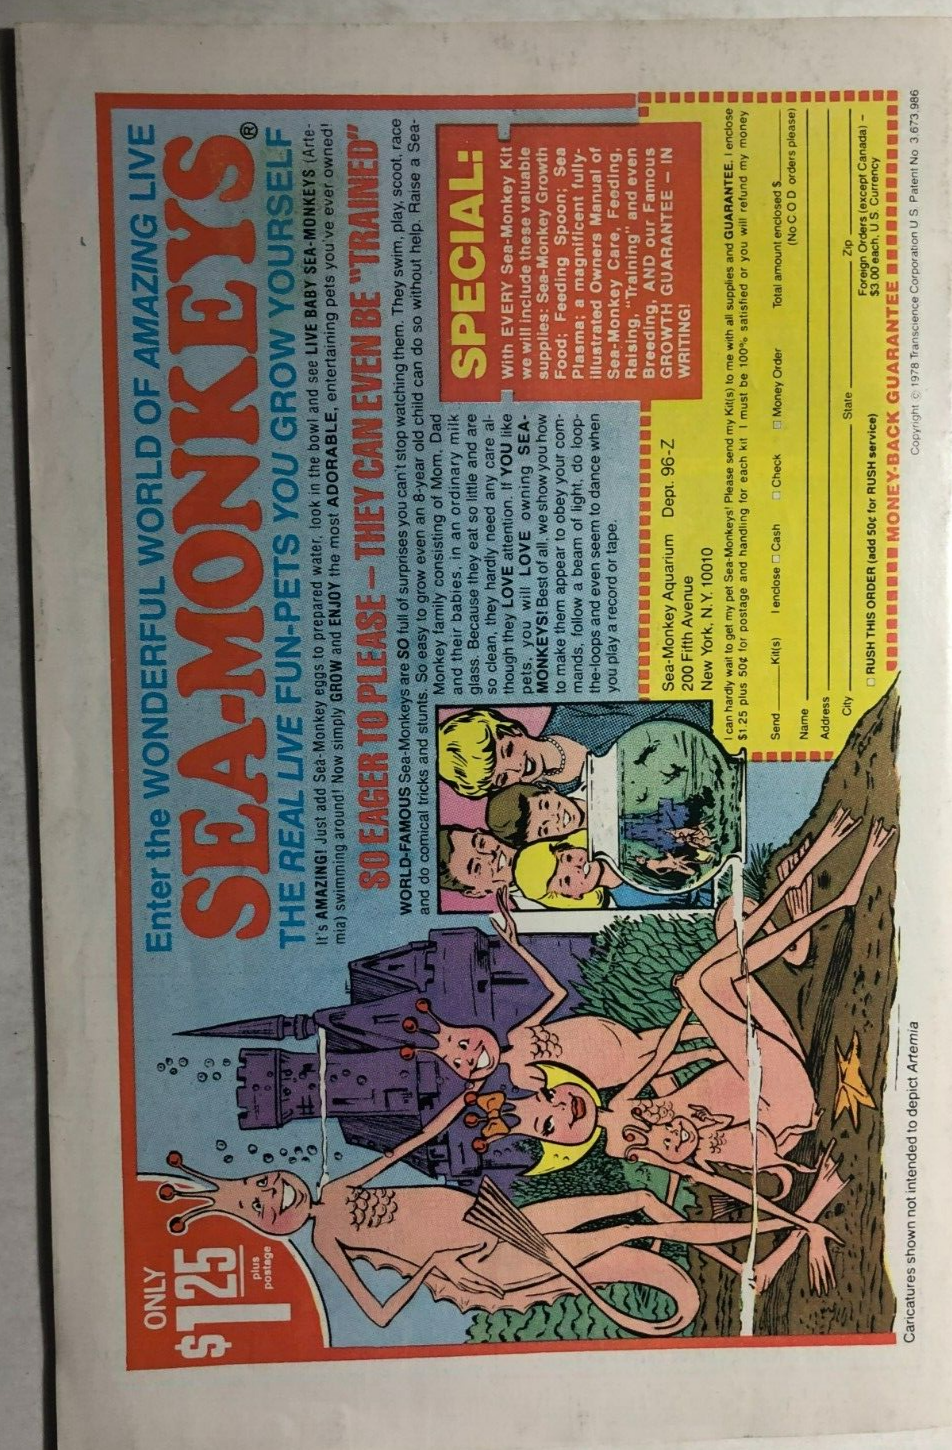 ONLY
$1.25
plus
postage
Enter the WONDERFUL WORLD OF AMAZING LIVE
SEA-MONKEYS®
THE REAL LIVE FUN-PETS YOU GROW YOURSELF
It's AMAZING! Just add Sea-Monkey eggs to prepared water, look in the bowl and see LIVE BABY SEA-MONKEYS (Arte-
mia) swimming around! Now simply GROW and ENJOY the most ADORABLE, entertaining pets you've ever owned!
SO EAGER TO PLEASE – THEY CAN EVEN BE "TRAINED"
WORLD-FAMOUS Sea-Monkeys are SO full of surprises you can't stop watching them. They swim, play, scoot, race
and do comical tricks and stunts. So easy to grow even an 8-year old child can do so without help. Raise a Sea-
Monkey family consisting of Mom, Dad
and their babies, in an ordinary milk
glass. Because they eat so little and are
so clean, they hardly need any care al-
though they LOVE attention. If YOU like
pets, you will LOVE owning SEA-
MONKEYS! Best of all, we show you how
to make them appear to obey your com-
mands, follow a beam of light, do loop-
the-loops and even seem to dance when
you play a record or tape.
SPECIAL:
With EVERY Sea-Monkey Kit
we will include these valuable
supplies: Sea-Monkey Growth
Food; Feeding Spoon; Sea
Plasma; a magnificent fully-
illustrated Owners Manual of
Sea-Monkey Care, Feeding,
Raising, "Training" and even
Breeding, AND our Famous
GROWTH GUARANTEE – IN
WRITING!
Sea-Monkey Aquarium Dept. 96-Z
200 Fifth Avenue
New York, N.Y. 10010
I can hardly wait to get my pet Sea-Monkeys! Please send my Kit(s) to me with all supplies and GUARANTEE. I enclose
$1.25 plus 50¢ for postage and handling for each kit. I must be 100% satisfied or you will refund my money
Send Kit(s) I enclose Cash Check Money Order Total amount enclosed $
(No C O D orders please)
Name
Address
City State Zip
RUSH THIS ORDER (add 50¢ for RUSH service)
Foreign Orders (except Canada) –
$3.00 each, U.S. Currency
MONEY-BACK GUARANTEE
Caricatures shown not intended to depict Artemia
Copyright © 1978 Transcience Corporation U S. Patent No 3,673,986